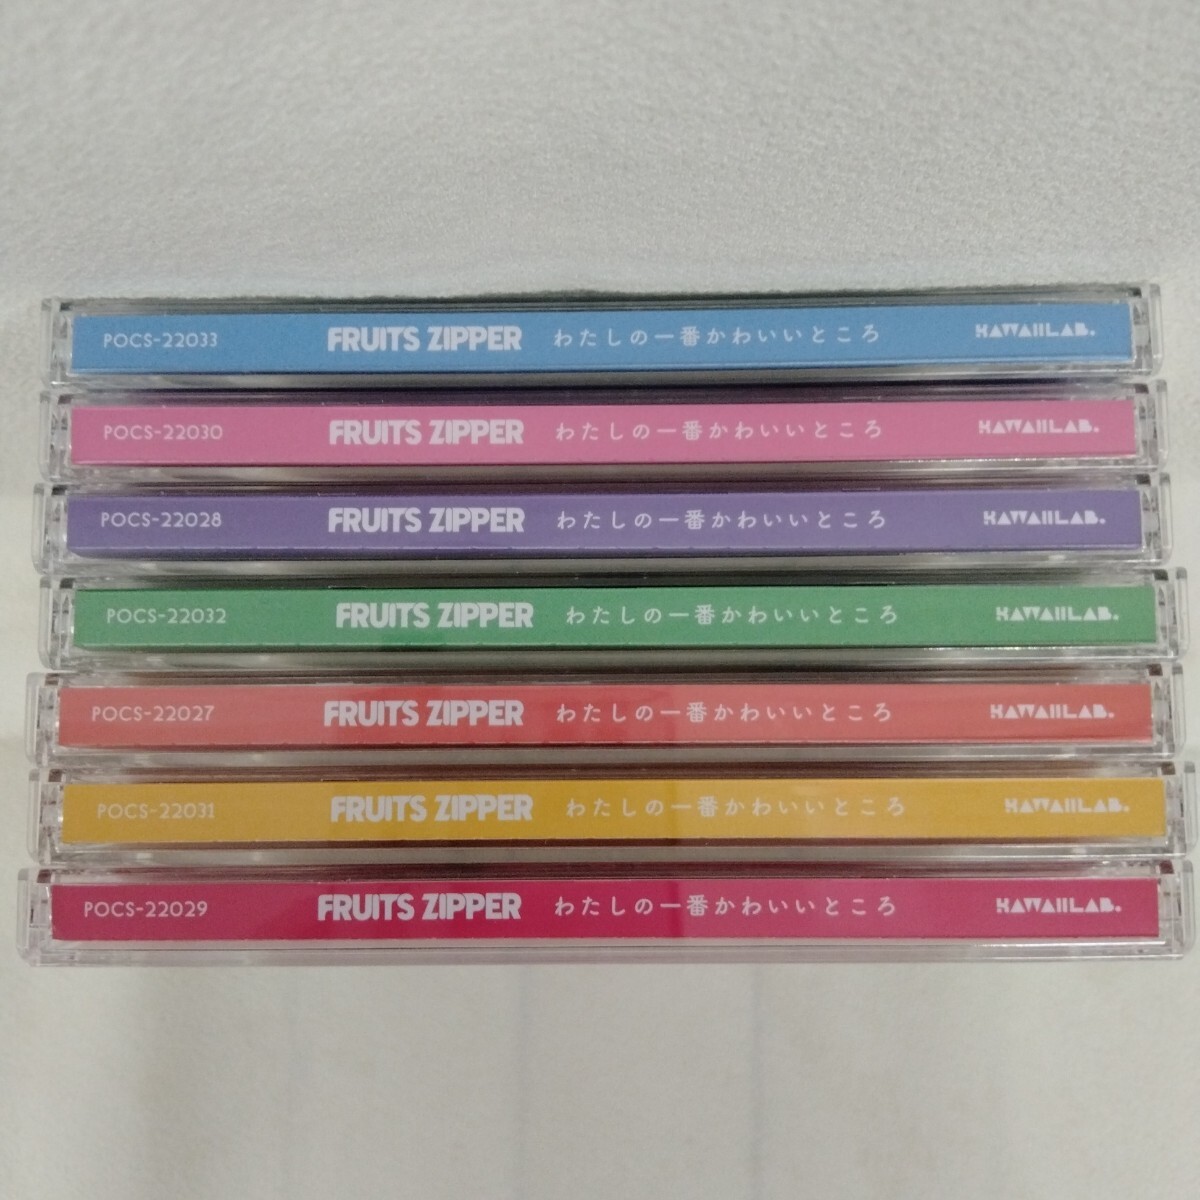 POCS-22033 FRUITS ZIPPER わたしの一番かわいいところ KAWAIILAB.
POCS-22030 FRUITS ZIPPER わたしの一番かわいいところ KAWAIILAB.
POCS-22028 FRUITS ZIPPER わたしの一番かわいいところ KAWAIILAB.
POCS-22032 FRUITS ZIPPER わたしの一番かわいいところ KAWAIILAB.
POCS-22027 FRUITS ZIPPER わたしの一番かわいいところ KAWAIILAB.
POCS-22031 FRUITS ZIPPER わたしの一番かわいいところ KAWAIILAB.
POCS-22029 FRUITS ZIPPER わたしの一番かわいいところ KAWAIILAB.